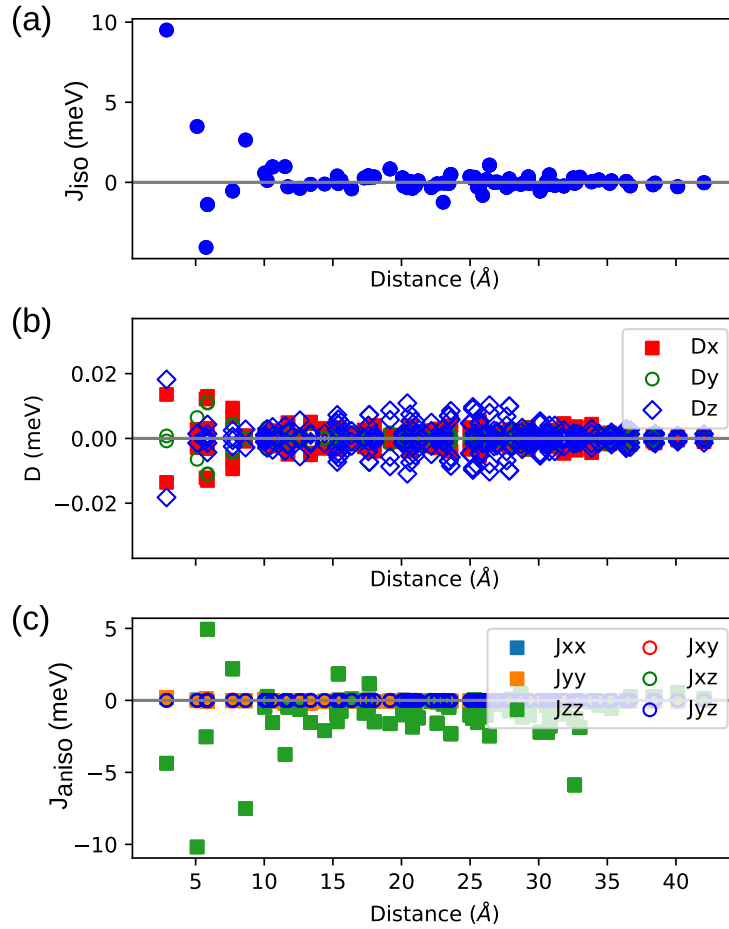 (a)
10
5
0
J_iso (meV)
Distance (Å)
(b)
0.02
0.00
−0.02
D (meV)
Dx
Dy
Dz
Distance (Å)
(c)
5
0
−5
−10
J_aniso (meV)
Jxx Jxy
Jyy Jxz
Jzz Jyz
5 10 15 20 25 30 35 40
Distance (Å)